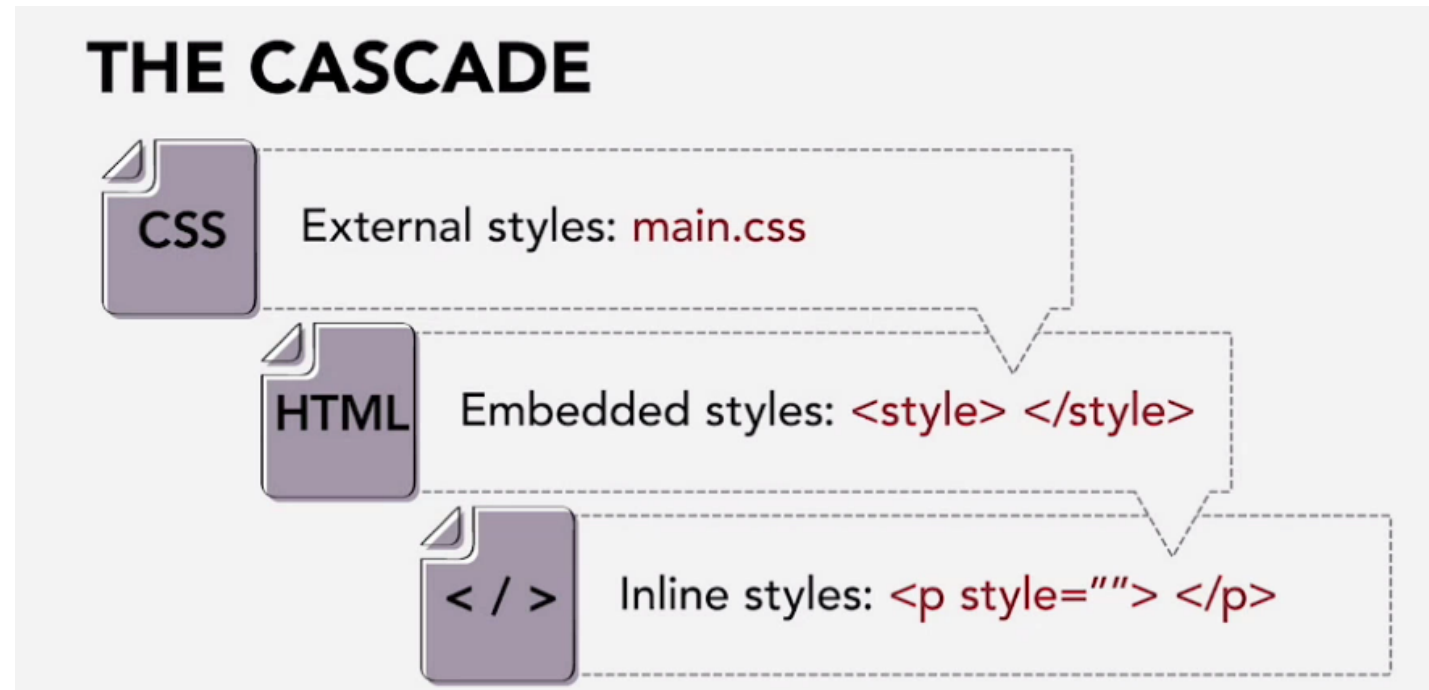 THE CASCADE
CSS
External styles: main.css
HTML
Embedded styles: <style> </style>
< / >
Inline styles: <p style=””> </p>